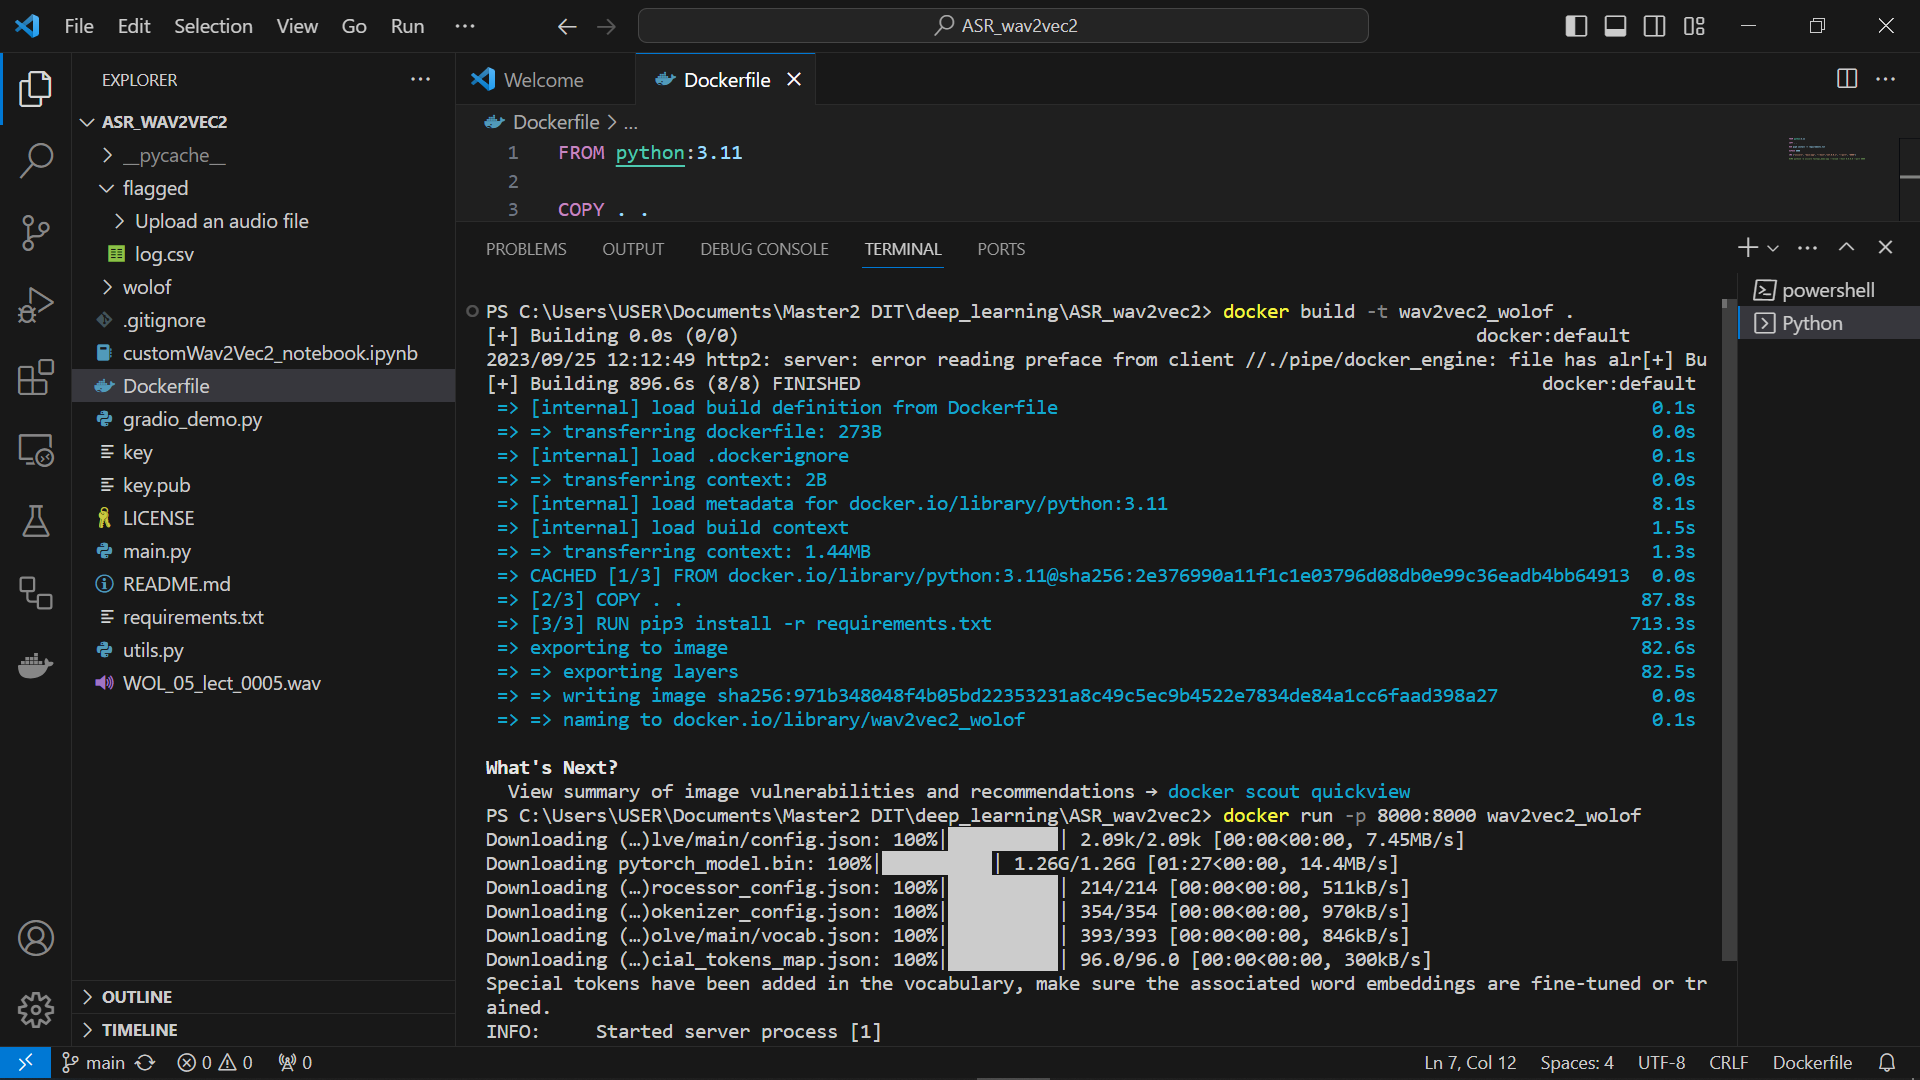 File Edit Selection View Go Run ... ASR_wav2vec2
EXPLORER
ASR_WAV2VEC2
__pycache__
flagged
Upload an audio file
log.csv
wolof
.gitignore
customWav2Vec2_notebook.ipynb
Dockerfile
gradio_demo.py
key
key.pub
LICENSE
main.py
README.md
requirements.txt
utils.py
WOL_05_lect_0005.wav
OUTLINE
TIMELINE
Welcome Dockerfile
Dockerfile > ...
1 FROM python:3.11
2
3 COPY . .
PROBLEMS OUTPUT DEBUG CONSOLE TERMINAL PORTS
powershell
Python
PS C:\Users\USER\Documents\Master2 DIT\deep_learning\ASR_wav2vec2> docker build -t wav2vec2_wolof .
[+] Building 0.0s (0/0) docker:default
2023/09/25 12:12:49 http2: server: error reading preface from client //./pipe/docker_engine: file has alr[+] Bu
[+] Building 896.6s (8/8) FINISHED docker:default
=> [internal] load build definition from Dockerfile 0.1s
=> => transferring dockerfile: 273B 0.0s
=> [internal] load .dockerignore 0.1s
=> => transferring context: 2B 0.0s
=> [internal] load metadata for docker.io/library/python:3.11 8.1s
=> [internal] load build context 1.5s
=> => transferring context: 1.44MB 1.3s
=> CACHED [1/3] FROM docker.io/library/python:3.11@sha256:2e376990a11f1c1e03796d08db0e99c36eadb4bb64913 0.0s
=> [2/3] COPY . . 87.8s
=> [3/3] RUN pip3 install -r requirements.txt 713.3s
=> exporting to image 82.6s
=> => exporting layers 82.5s
=> => writing image sha256:971b348048f4b05bd22353231a8c49c5ec9b4522e7834de84a1cc6faad398a27 0.0s
=> => naming to docker.io/library/wav2vec2_wolof 0.1s
What's Next?
View summary of image vulnerabilities and recommendations → docker scout quickview
PS C:\Users\USER\Documents\Master2 DIT\deep_learning\ASR_wav2vec2> docker run -p 8000:8000 wav2vec2_wolof
Downloading (…)lve/main/config.json: 100%| | 2.09k/2.09k [00:00<00:00, 7.45MB/s]
Downloading pytorch_model.bin: 100%| | 1.26G/1.26G [01:27<00:00, 14.4MB/s]
Downloading (…)rocessor_config.json: 100%| | 214/214 [00:00<00:00, 511kB/s]
Downloading (…)okenizer_config.json: 100%| | 354/354 [00:00<00:00, 970kB/s]
Downloading (…)olve/main/vocab.json: 100%| | 393/393 [00:00<00:00, 846kB/s]
Downloading (…)cial_tokens_map.json: 100%| | 96.0/96.0 [00:00<00:00, 300kB/s]
Special tokens have been added in the vocabulary, make sure the associated word embeddings are fine-tuned or tr
ained.
INFO: Started server process [1]
main 0 0 0 Ln 7, Col 12 Spaces: 4 UTF-8 CRLF Dockerfile